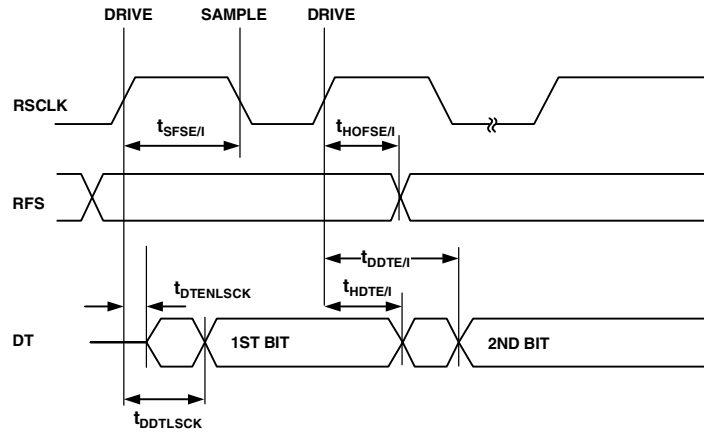 DRIVE SAMPLE DRIVE
RSCLK
tSFSE/I tHOFSE/I
RFS
tDDTE/I
tDTENLSCK tHDTE/I
DT 1ST BIT 2ND BIT
tDDTLSCK